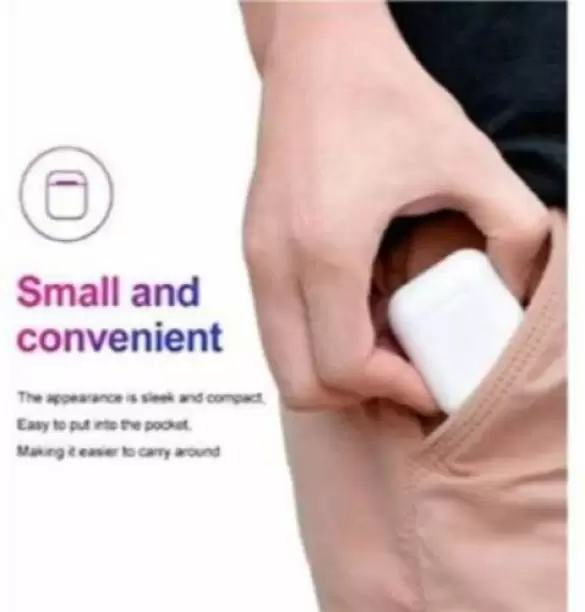 Small and
convenient
The appearance is sleek and compact,
Easy to put into the pocket,
Making it easier to carry around